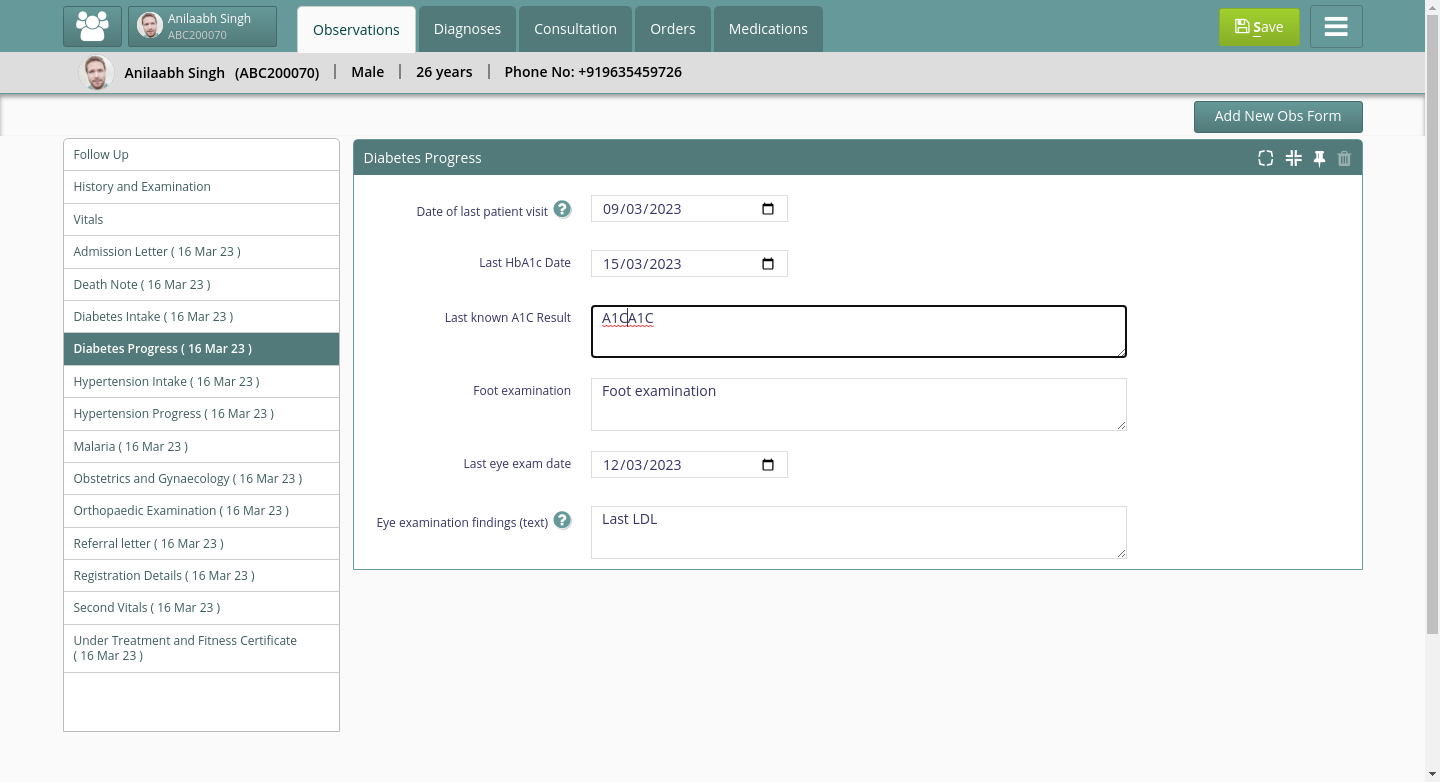 Anilaabh Singh
ABC200070
Observations
Diagnoses
Consultation
Orders
Medications
Save
Anilaabh Singh (ABC200070) | Male | 26 years | Phone No: +919635459726
Add New Obs Form
Follow Up
History and Examination
Vitals
Admission Letter ( 16 Mar 23 )
Death Note ( 16 Mar 23 )
Diabetes Intake ( 16 Mar 23 )
Diabetes Progress ( 16 Mar 23 )
Hypertension Intake ( 16 Mar 23 )
Hypertension Progress ( 16 Mar 23 )
Malaria ( 16 Mar 23 )
Obstetrics and Gynaecology ( 16 Mar 23 )
Orthopaedic Examination ( 16 Mar 23 )
Referral letter ( 16 Mar 23 )
Registration Details ( 16 Mar 23 )
Second Vitals ( 16 Mar 23 )
Under Treatment and Fitness Certificate
( 16 Mar 23 )
Diabetes Progress
Date of last patient visit ? 09/03/2023
Last HbA1c Date 15/03/2023
Last known A1C Result A1CA1C
Foot examination Foot examination
Last eye exam date 12/03/2023
Eye examination findings (text) ? Last LDL